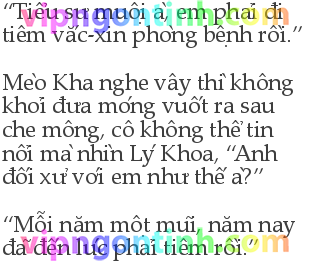 “Tiểu sư muội à, em phải đi
vipngontinh.com
tiêm vắc-xin phòng bệnh rồi.”
Mèo Kha nghe vậy thì không
khỏi đưa móng vuốt ra sau
che mông, cô không thể tin
nổi mà nhìn Lý Khoa, “Anh
đối xử với em như thế à?”
“Mỗi năm một mũi, năm nay
đã đến lúc phải tiêm rồi.”
vipngontinh.com